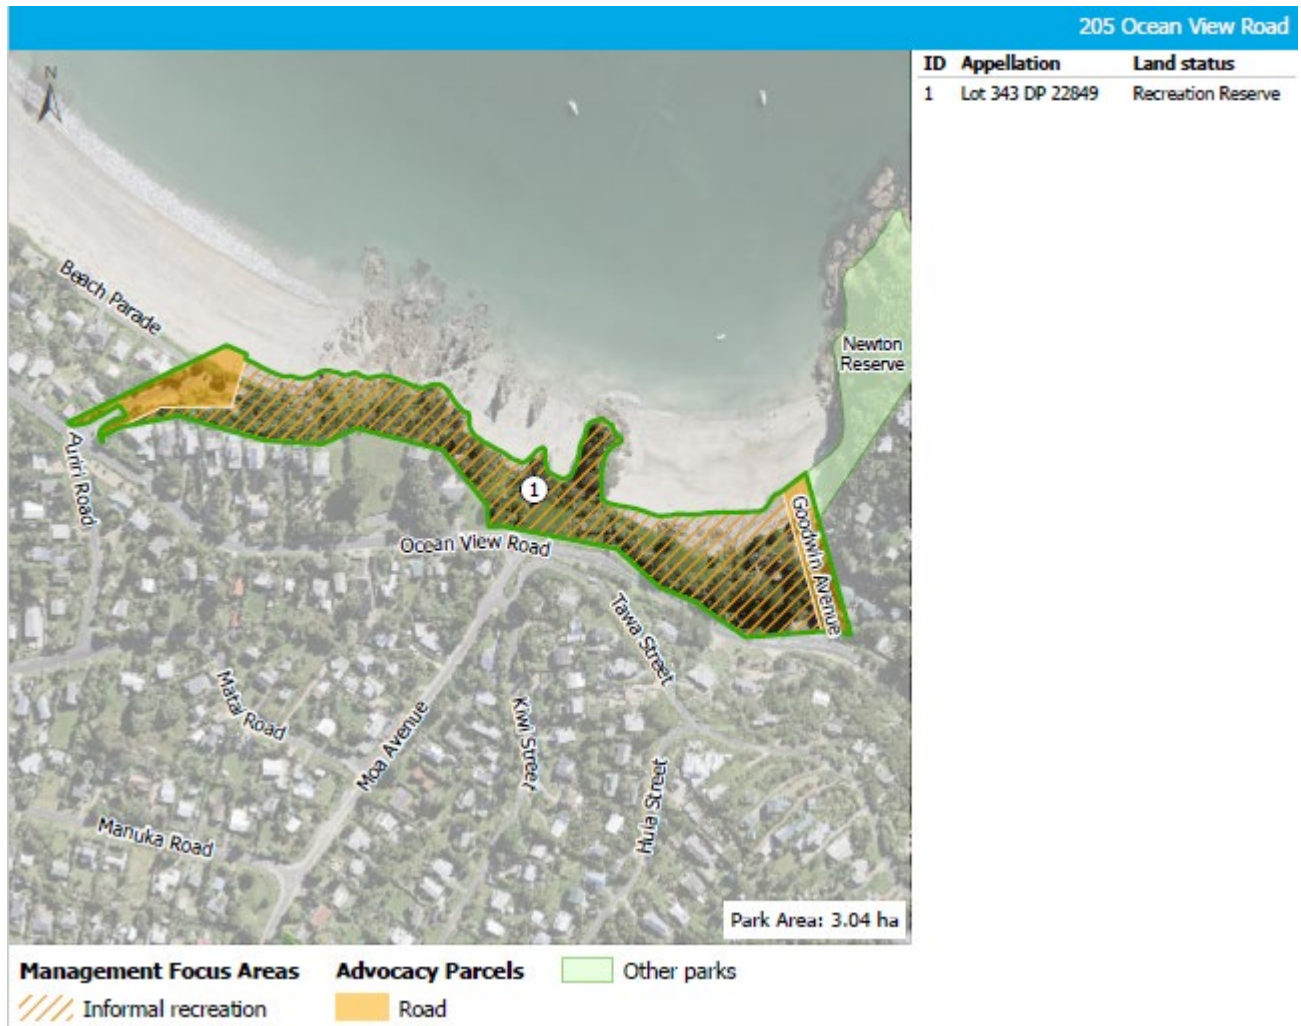 205 Ocean View Road
ID Appellation Land status
1 Lot 343 DP 22849 Recreation Reserve
N
Beach Parade
Newton
Reserve
Auriri Road
1
Goodwin Avenue
Ocean View Road
Tawa Street
Matai Road
Kiwi Street
Moa Avenue
Huia Street
Manuka Road
Park Area: 3.04 ha
Management Focus Areas Advocacy Parcels Other parks
Informal recreation Road